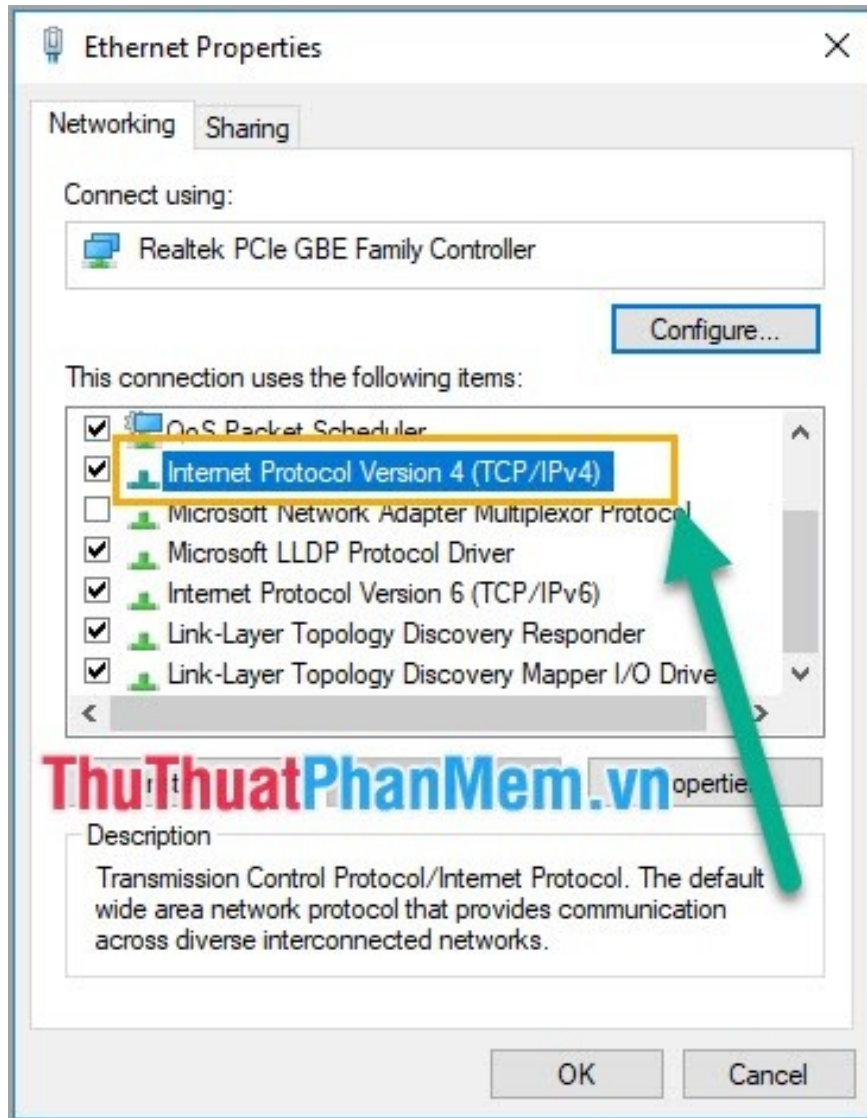 Ethernet Properties
Networking
Sharing
Connect using:
Realtek PCIe GBE Family Controller
Configure...
This connection uses the following items:
QoS Packet Scheduler
Internet Protocol Version 4 (TCP/IPv4)
Microsoft Network Adapter Multiplexor Protocol
Microsoft LLDP Protocol Driver
Internet Protocol Version 6 (TCP/IPv6)
Link-Layer Topology Discovery Responder
Link-Layer Topology Discovery Mapper I/O Drive
ThuThuatPhanMem.vn
Description
Transmission Control Protocol/Internet Protocol. The default
wide area network protocol that provides communication
across diverse interconnected networks.
OK
Cancel